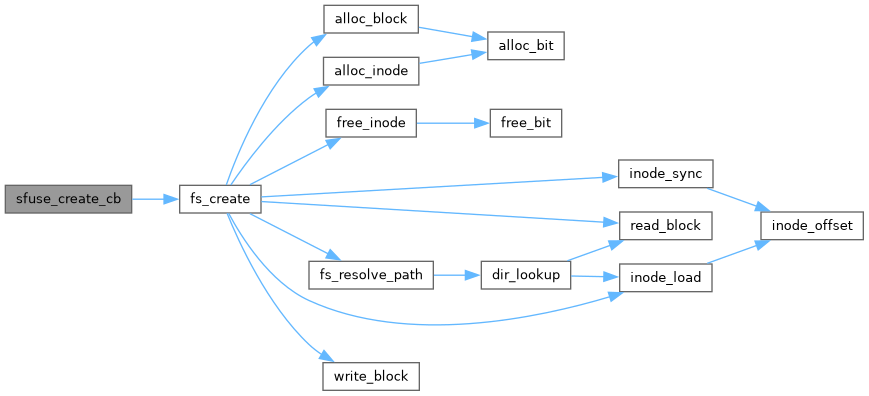 alloc_block
alloc_bit
alloc_inode
free_inode
free_bit
inode_sync
sfuse_create_cb
fs_create
read_block
inode_offset
fs_resolve_path
dir_lookup
inode_load
write_block